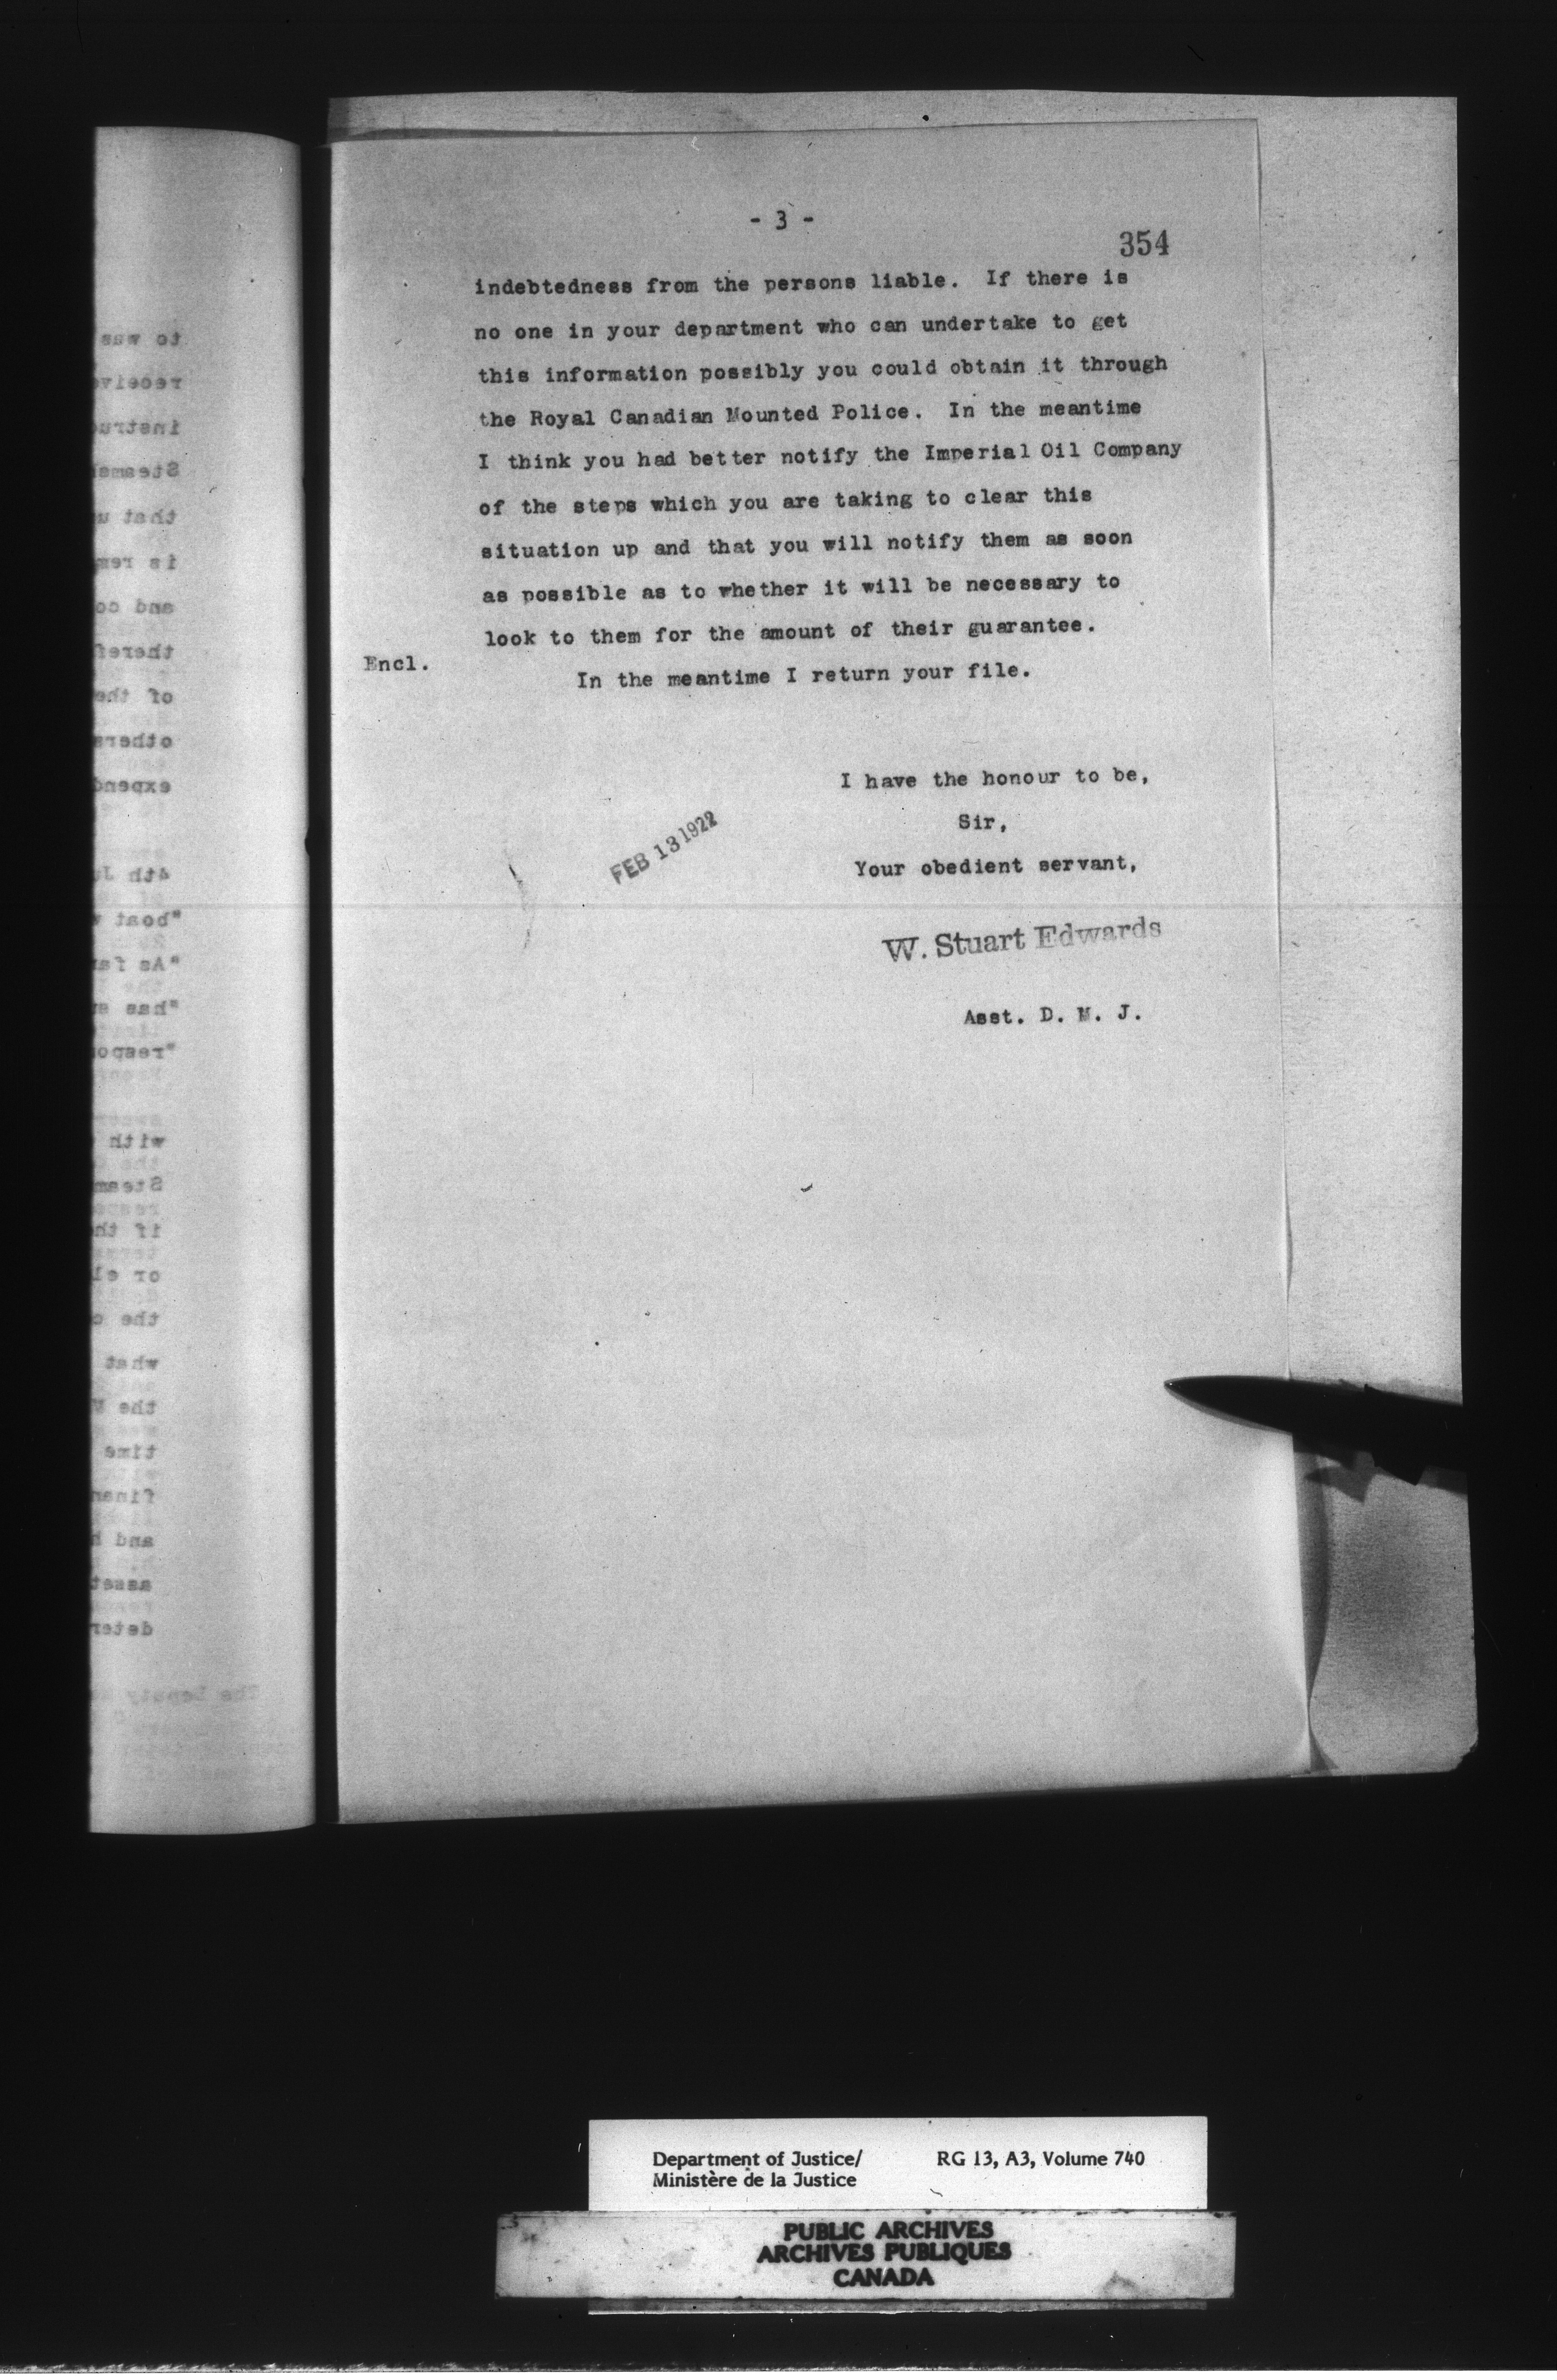 - 3 -
354
indebtedness from the persons liable. If there is
no one in your department who can undertake to get
this information possibly you could obtain it through
the Royal Canadian Mounted Police. In the meantime
I think you had better notify the Imperial Oil Company
of the steps which you are taking to clear this
situation up and that you will notify them as soon
as possible as to whether it will be necessary to
look to them for the amount of their guarantee.
Encl.
In the meantime I return your file.
I have the honour to be,
Sir,
Your obedient servant,
FEB 13 1922
W. Stuart Edwards
Asst. D. M. J.
Department of Justice/
Ministère de la Justice
RG 13, A3, Volume 740
PUBLIC ARCHIVES
ARCHIVES PUBLIQUES
CANADA